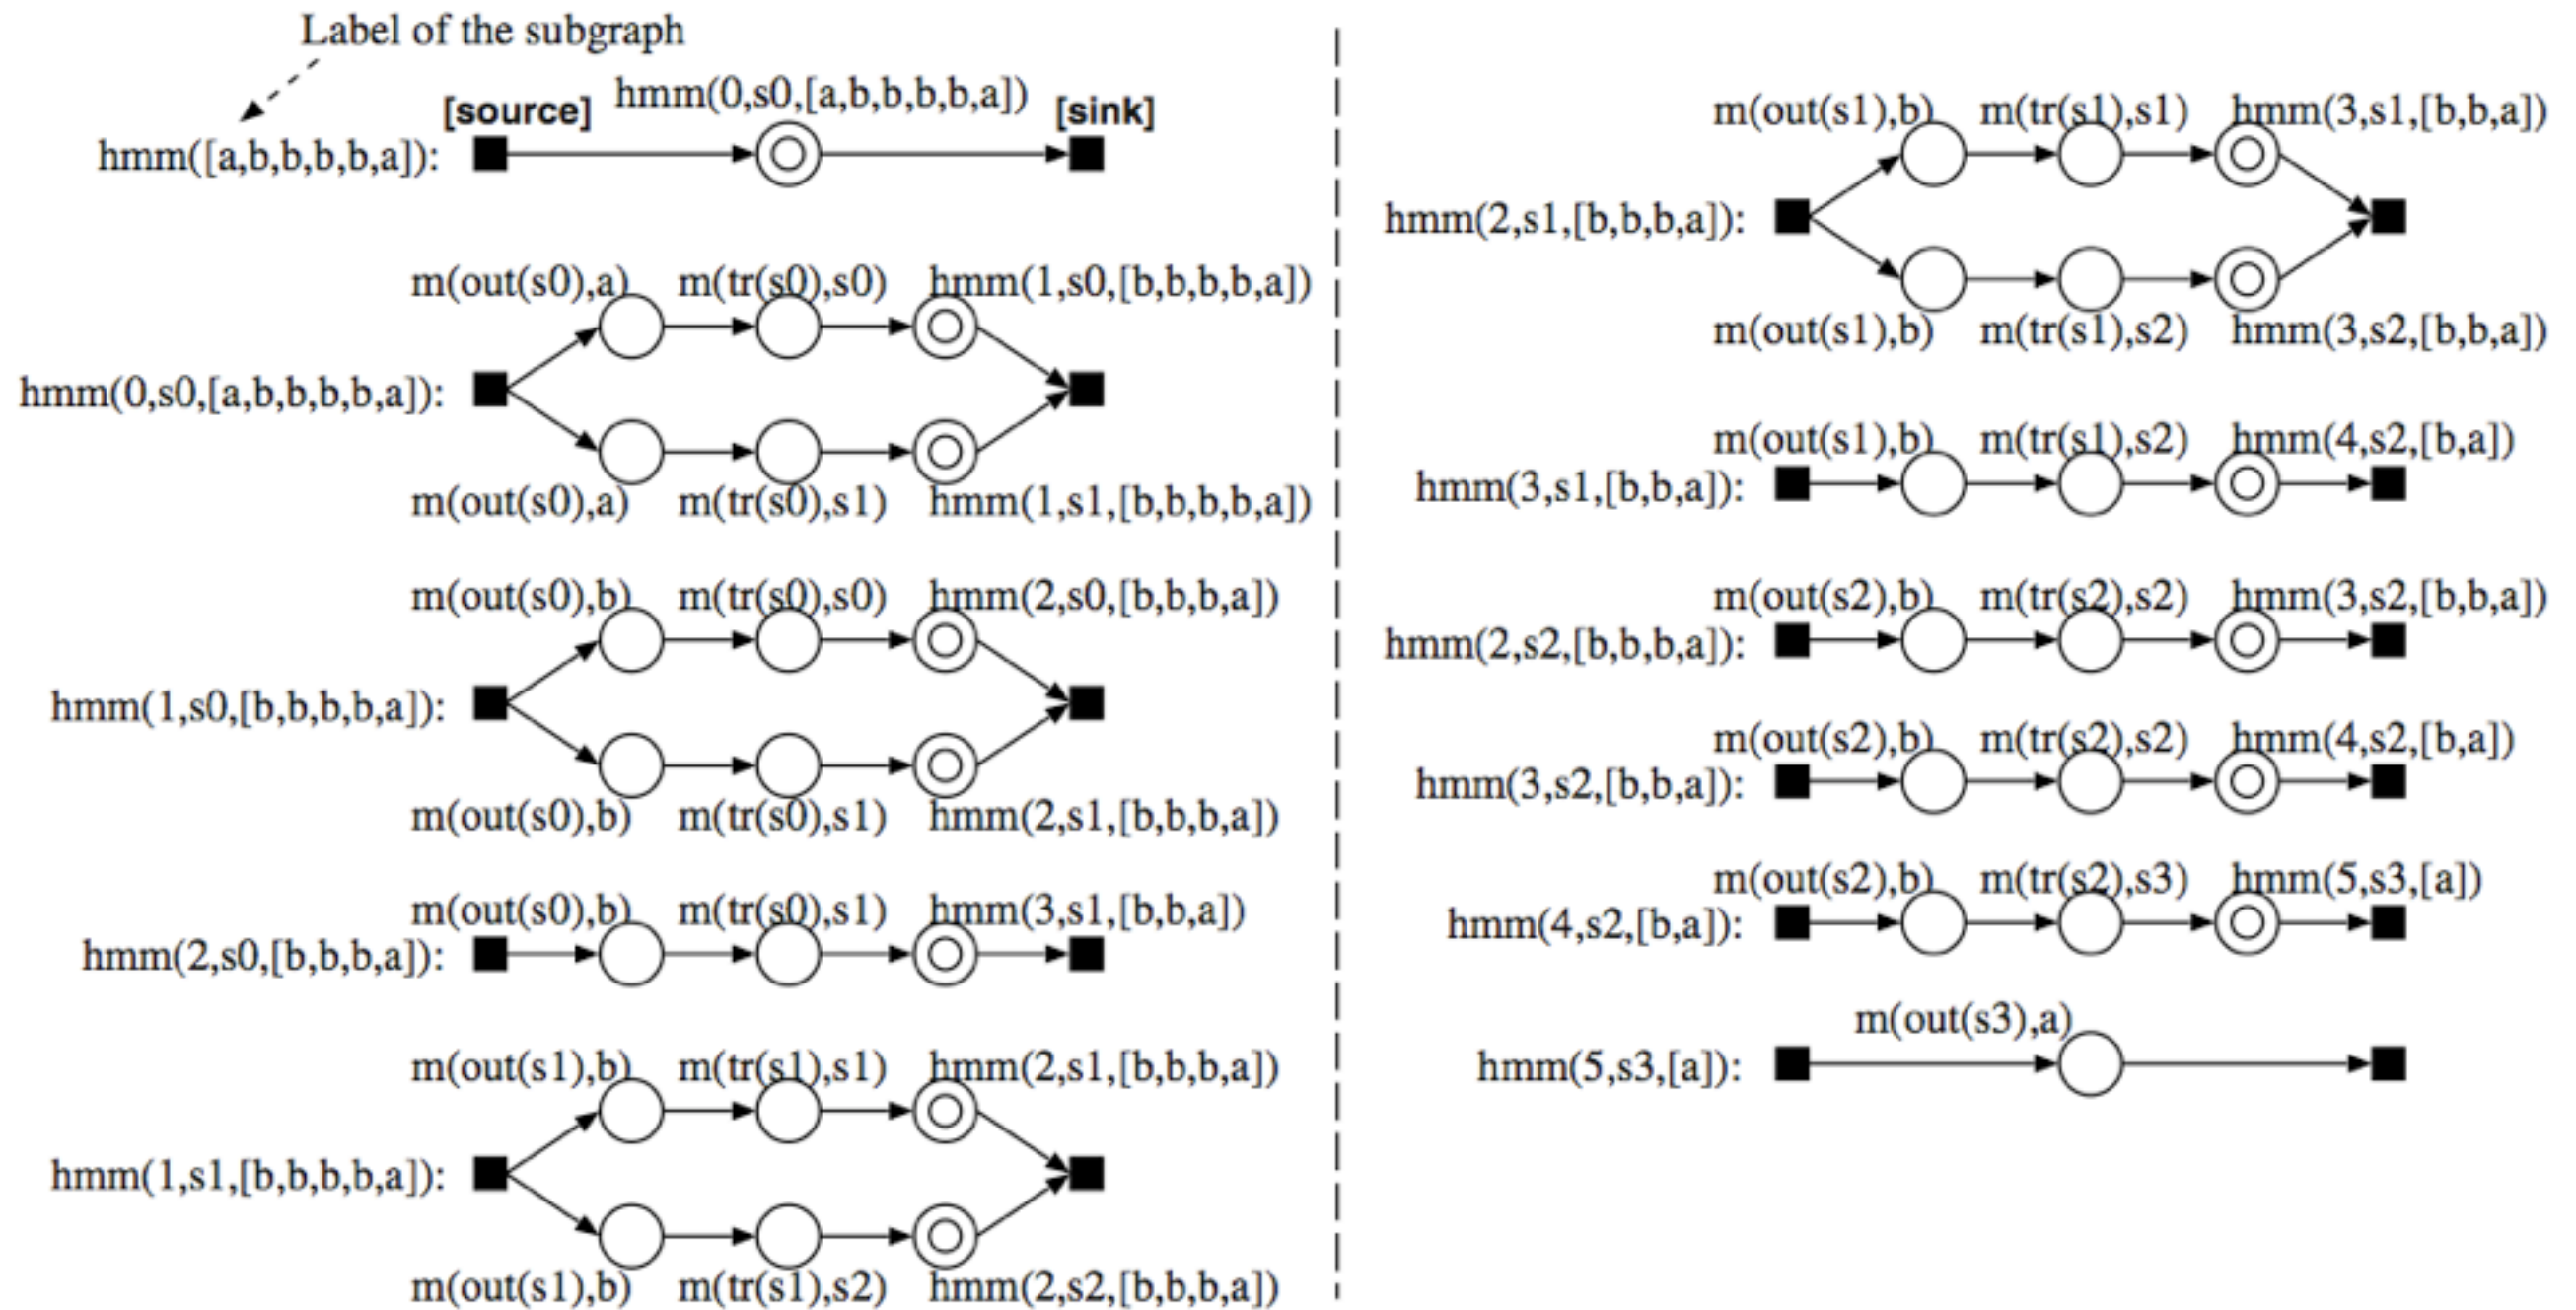 Label of the subgraph
[source] hmm(0,s0,[a,b,b,b,b,a]) [sink]
hmm([a,b,b,b,b,a]):
m(out(s0),a) m(tr(s0),s0) hmm(1,s0,[b,b,b,b,a])
hmm(0,s0,[a,b,b,b,b,a]):
m(out(s0),a) m(tr(s0),s1) hmm(1,s1,[b,b,b,b,a])
m(out(s0),b) m(tr(s0),s0) hmm(2,s0,[b,b,b,a])
hmm(1,s0,[b,b,b,b,a]):
m(out(s0),b) m(tr(s0),s1) hmm(2,s1,[b,b,b,a])
m(out(s0),b) m(tr(s0),s1) hmm(3,s1,[b,b,a])
hmm(2,s0,[b,b,b,a]):
m(out(s1),b) m(tr(s1),s1) hmm(2,s1,[b,b,b,a])
hmm(1,s1,[b,b,b,b,a]):
m(out(s1),b) m(tr(s1),s2) hmm(2,s2,[b,b,b,a])
m(out(s1),b) m(tr(s1),s1) hmm(3,s1,[b,b,a])
hmm(2,s1,[b,b,b,a]):
m(out(s1),b) m(tr(s1),s2) hmm(3,s2,[b,b,a])
m(out(s1),b) m(tr(s1),s2) hmm(4,s2,[b,a])
hmm(3,s1,[b,b,a]):
m(out(s2),b) m(tr(s2),s2) hmm(3,s2,[b,b,a])
hmm(2,s2,[b,b,b,a]):
m(out(s2),b) m(tr(s2),s2) hmm(4,s2,[b,a])
hmm(3,s2,[b,b,a]):
m(out(s2),b) m(tr(s2),s3) hmm(5,s3,[a])
hmm(4,s2,[b,a]):
m(out(s3),a)
hmm(5,s3,[a]):